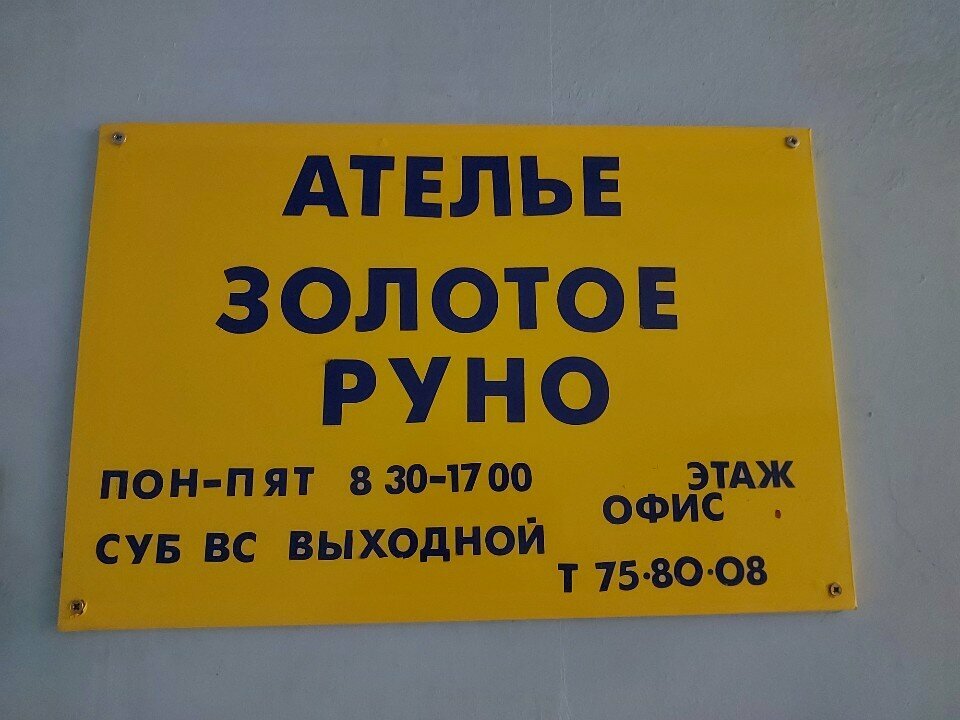 АТЕЛЬЕ
ЗОЛОТОЕ
РУНО
ПОН-ПЯТ 8 30-17 00
СУБ ВС ВЫХОДНОЙ
ЭТАЖ
ОФИС
Т 75·80·08